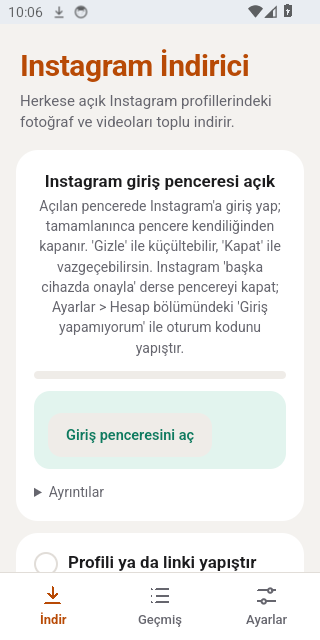 10:06
Instagram İndirici
Herkese açık Instagram profillerindeki
fotoğraf ve videoları toplu indirir.
Instagram giriş penceresi açık
Açılan pencerede Instagram'a giriş yap;
tamamlanınca pencere kendiliğinden
kapanır. 'Gizle' ile küçültebilir, 'Kapat' ile
vazgeçebilirsin. Instagram 'başka
cihazda onayla' derse pencereyi kapat;
Ayarlar > Hesap bölümündeki 'Giriş
yapamıyorum' ile oturum kodunu
yapıştır.
Giriş penceresini aç
Ayrıntılar
Profili ya da linki yapıştır
İndir
Geçmiş
Ayarlar